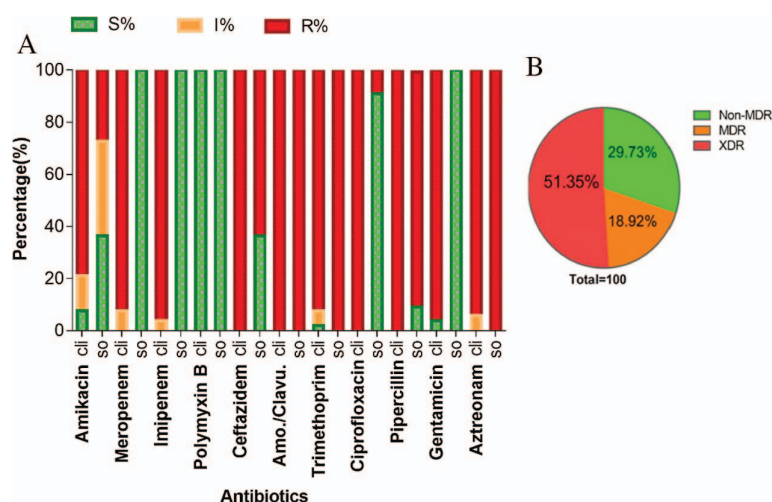 S% I% R%
A
B
Percentage(%)
100
80
60
40
20
0
cli so cli so cli so cli so cli so cli so cli so cli so cli so cli so cli so
Amikacin
Meropenem
Imipenem
Polymyxin B
Ceftazidem
Amo./Clavu.
Trimethoprim
Ciprofloxacin
Pipercillin
Gentamicin
Aztreonam
Antibiotics
Non-MDR
MDR
XDR
29.73%
51.35%
18.92%
Total=100